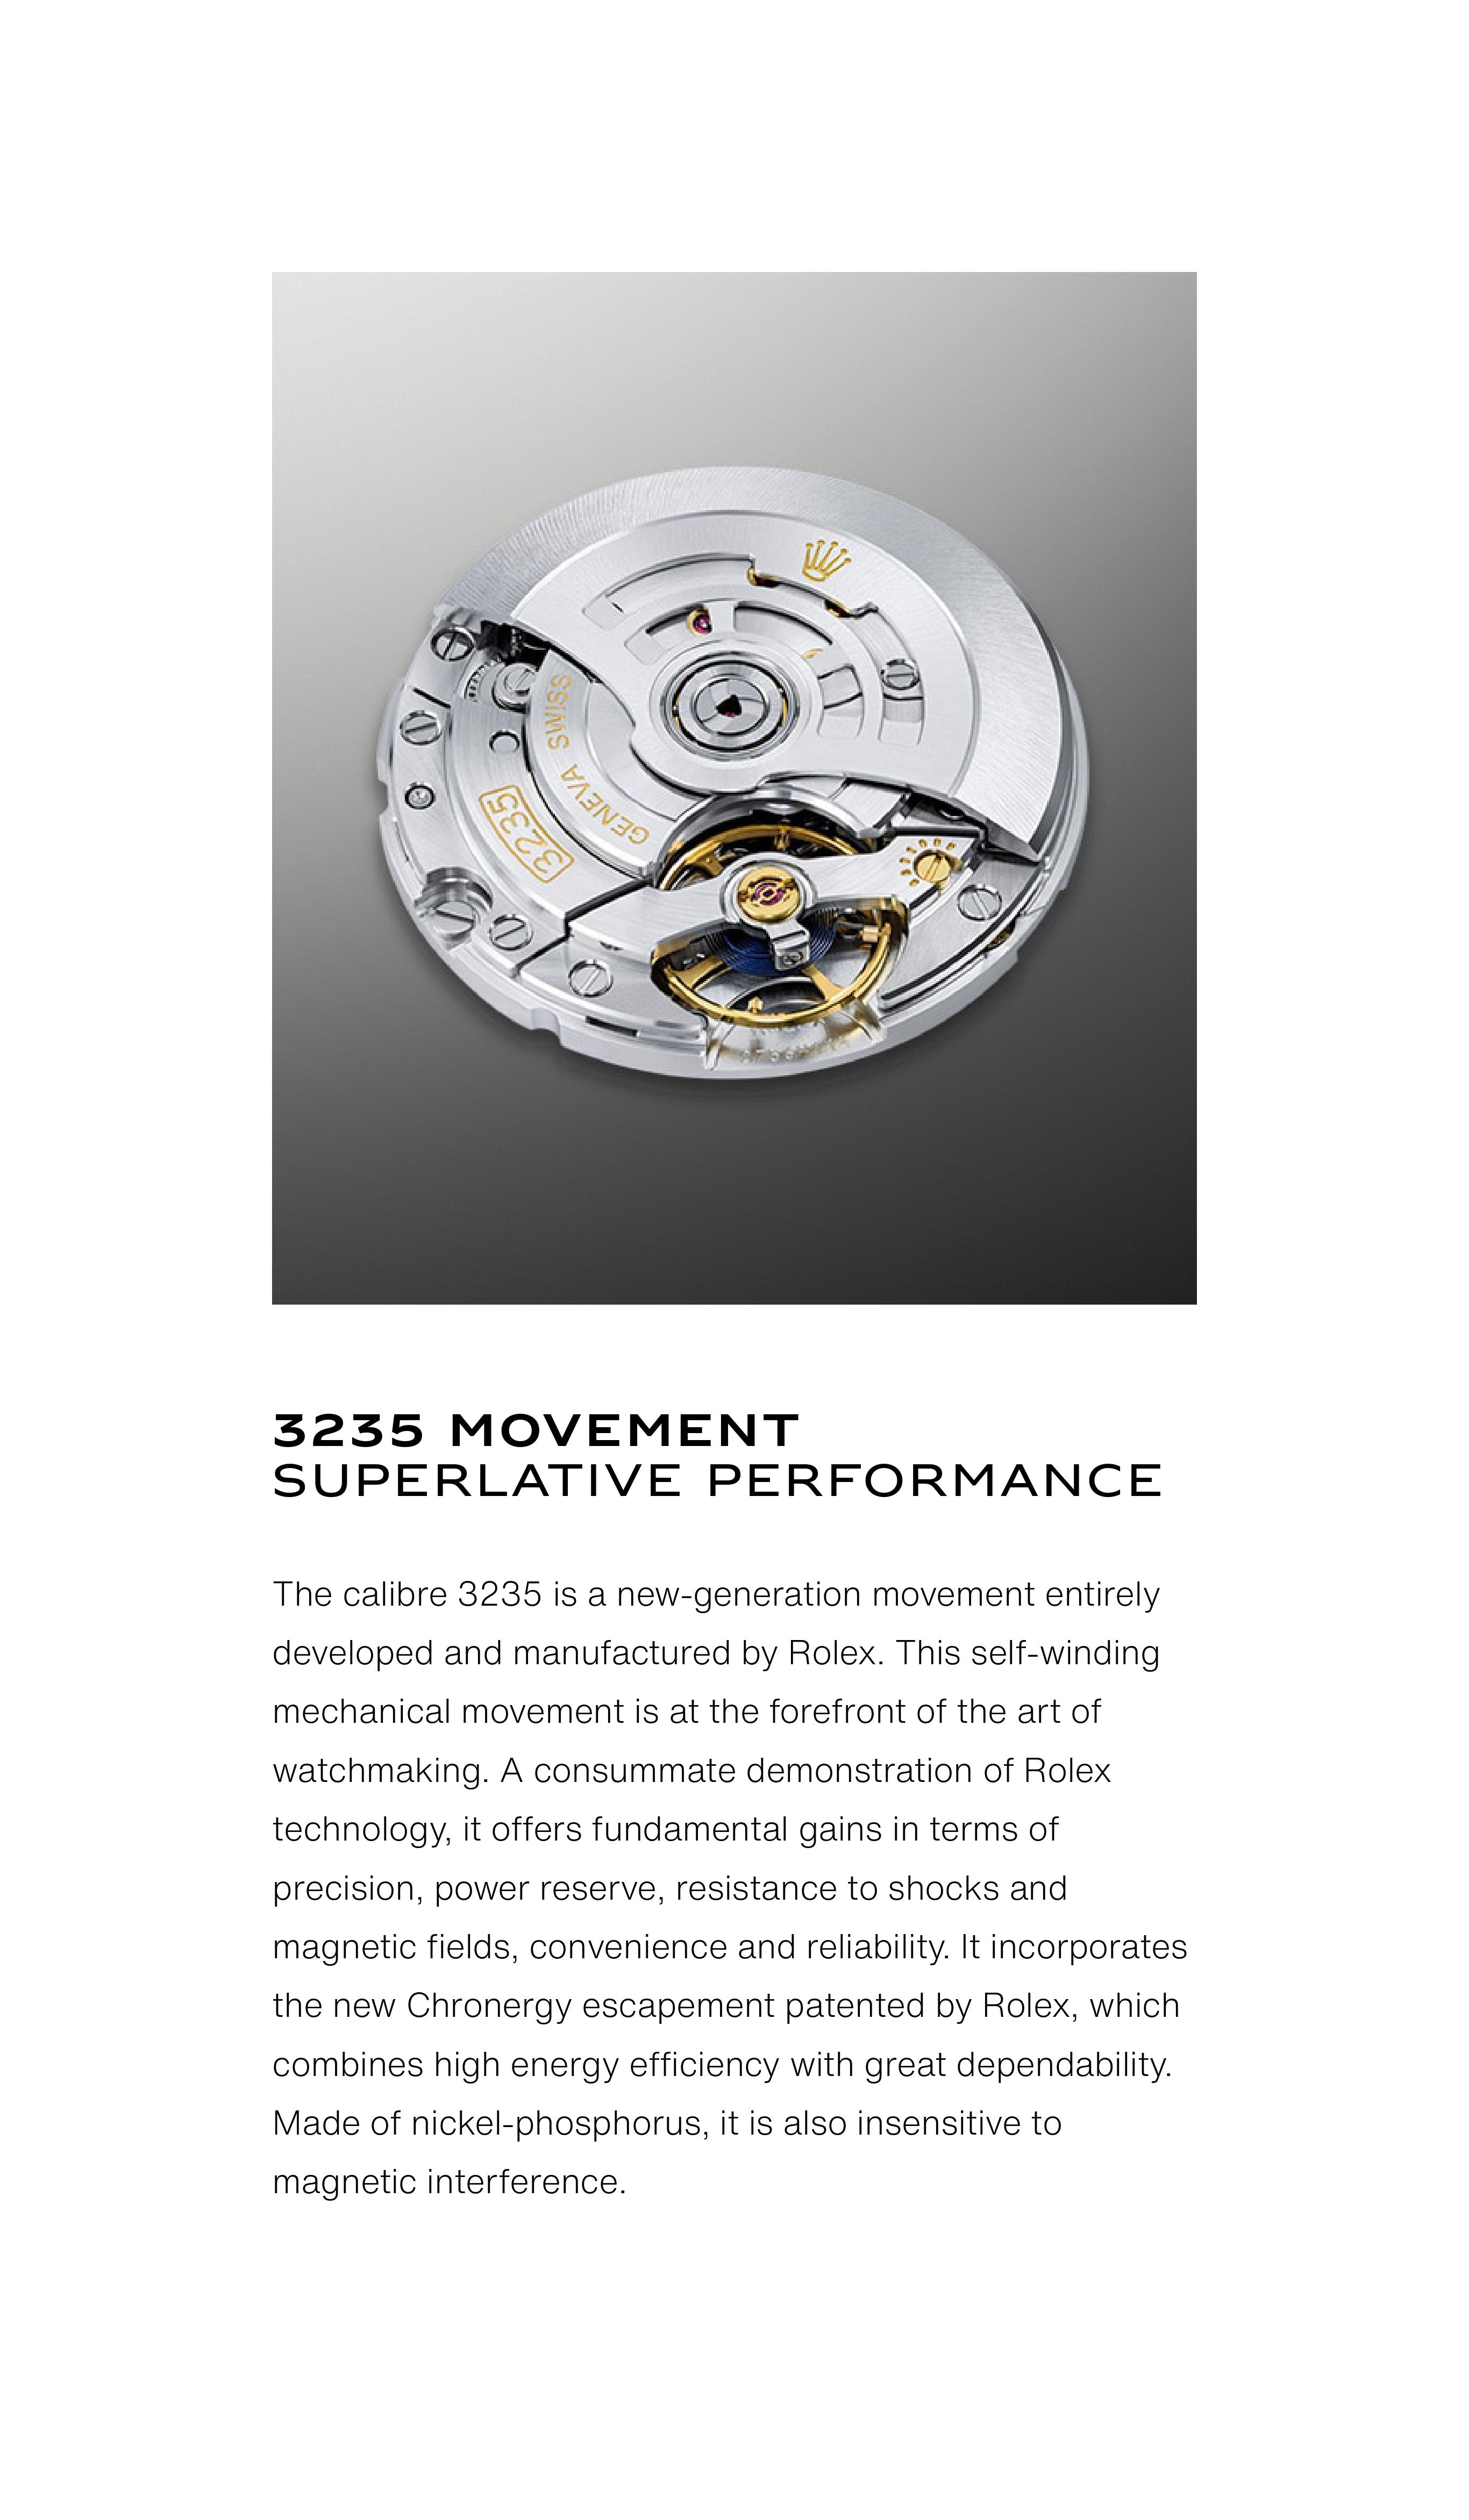 SWISS
GENEVA
3235
3235 MOVEMENT
SUPERLATIVE PERFORMANCE
The calibre 3235 is a new-generation movement entirely
developed and manufactured by Rolex. This self-winding
mechanical movement is at the forefront of the art of
watchmaking. A consummate demonstration of Rolex
technology, it offers fundamental gains in terms of
precision, power reserve, resistance to shocks and
magnetic fields, convenience and reliability. It incorporates
the new Chronergy escapement patented by Rolex, which
combines high energy efficiency with great dependability.
Made of nickel-phosphorus, it is also insensitive to
magnetic interference.